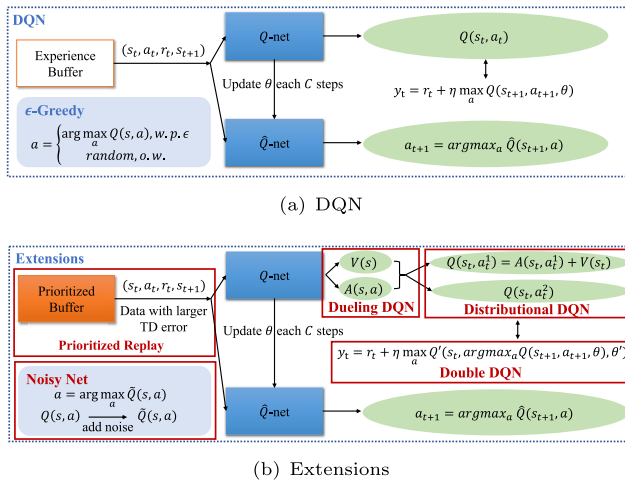 DQN
Experience
Buffer
(s_t, a_t, r_t, s_{t+1})
Q-net
Q(s_t, a_t)
Update θ each C steps
y_t = r_t + η max_a Q(s_{t+1}, a_{t+1}, θ)
ϵ-Greedy
a = { arg max_a Q(s, a), w. p. ϵ
random, o. w.
Q̂-net
a_{t+1} = argmax_a Q̂(s_{t+1}, a)
(a) DQN
Extensions
Prioritized
Buffer
(s_t, a_t, r_t, s_{t+1})
Data with larger
TD error
Prioritized Replay
Q-net
V(s)
A(s, a)
Dueling DQN
Q(s_t, a_t^1) = A(s_t, a_t^1) + V(s_t)
Q(s_t, a_t^2)
Distributional DQN
Update θ each C steps
y_t = r_t + η max_a Q'(s_t, argmax_a Q(s_{t+1}, a_{t+1}, θ), θ')
Double DQN
Noisy Net
a = arg max_a Q̃(s, a)
Q(s, a) → Q̃(s, a)
add noise
Q̂-net
a_{t+1} = argmax_a Q̂(s_{t+1}, a)
(b) Extensions